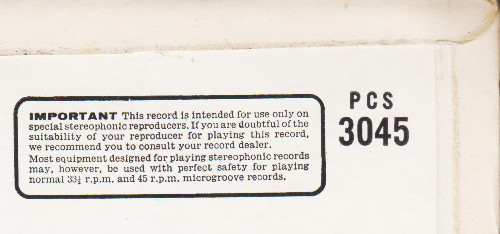 IMPORTANT This record is intended for use only on
special stereophonic reproducers. If you are doubtful of the
suitability of your reproducer for playing this record,
we recommend you to consult your record dealer.
Most equipment designed for playing stereophonic records
may, however, be used with perfect safety for playing
normal 33⅓ r.p.m. and 45 r.p.m. microgroove records.
PCS
3045